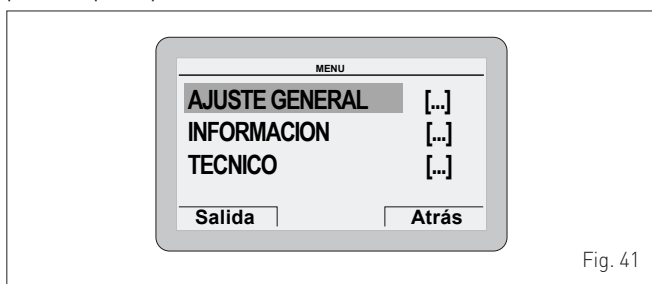 MENU
AJUSTE GENERAL [...]
INFORMACION [...]
TECNICO [...]
Salida Atrás
Fig. 41